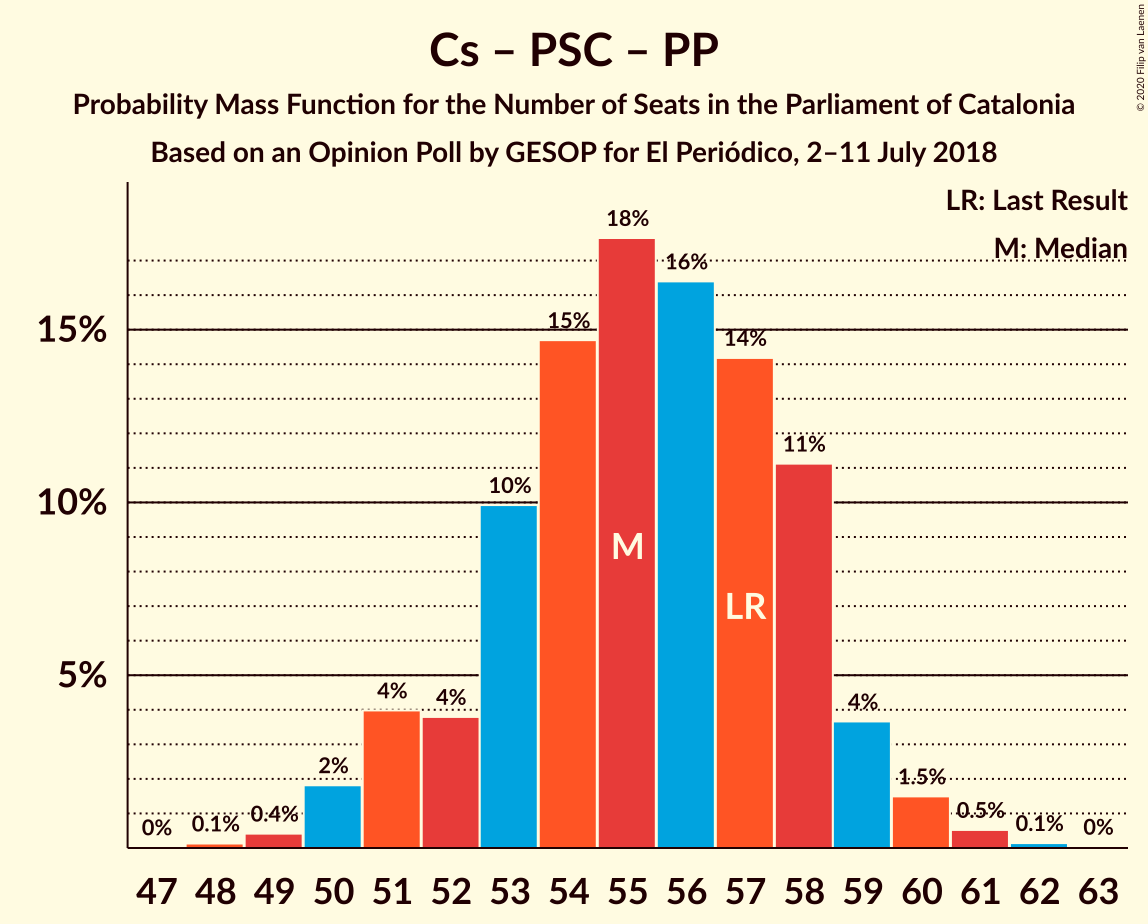 Cs – PSC – PP
Probability Mass Function for the Number of Seats in the Parliament of Catalonia
Based on an Opinion Poll by GESOP for El Periódico, 2–11 July 2018
© 2020 Filip van Laenen
LR: Last Result
M: Median
15%
10%
5%
0%
0.1%
0.4%
2%
4%
4%
10%
15%
18%
16%
14%
11%
4%
1.5%
0.5%
0.1%
0%
M
LR
47 48 49 50 51 52 53 54 55 56 57 58 59 60 61 62 63